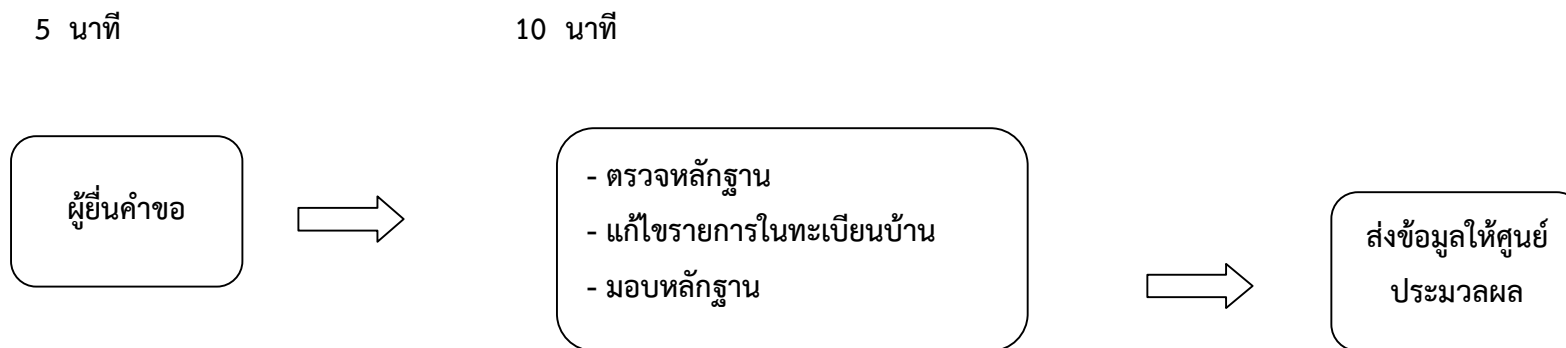 5 นาที
10 นาที
ผู้ยื่นคำขอ
- ตรวจหลักฐาน
- แก้ไขรายการในทะเบียนบ้าน
- มอบหลักฐาน
ส่งข้อมูลให้ศูนย์
ประมวลผล